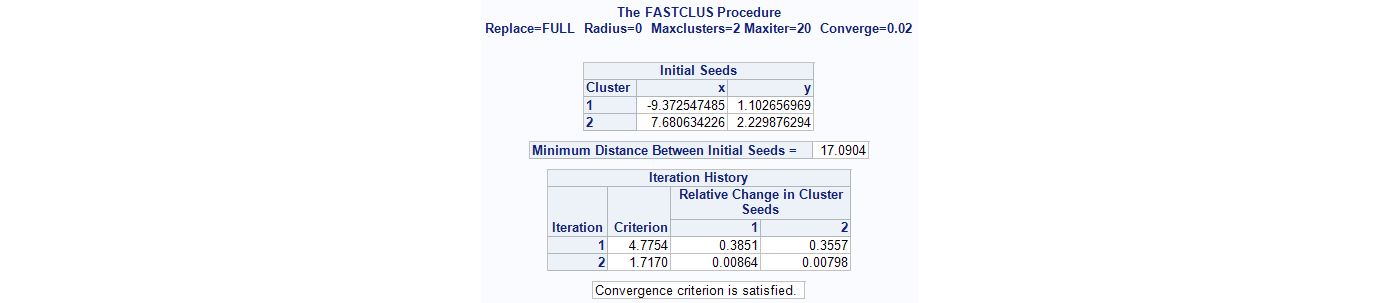 The FASTCLUS Procedure
Replace=FULL Radius=0 Maxclusters=2 Maxiter=20 Converge=0.02
Initial Seeds
Cluster x y
1 -9.372547485 1.102656969
2 7.680634226 2.229876294
Minimum Distance Between Initial Seeds = 17.0904
Iteration History
Relative Change in Cluster
Seeds
Iteration Criterion 1 2
1 4.7754 0.3851 0.3557
2 1.7170 0.00864 0.00798
Convergence criterion is satisfied.